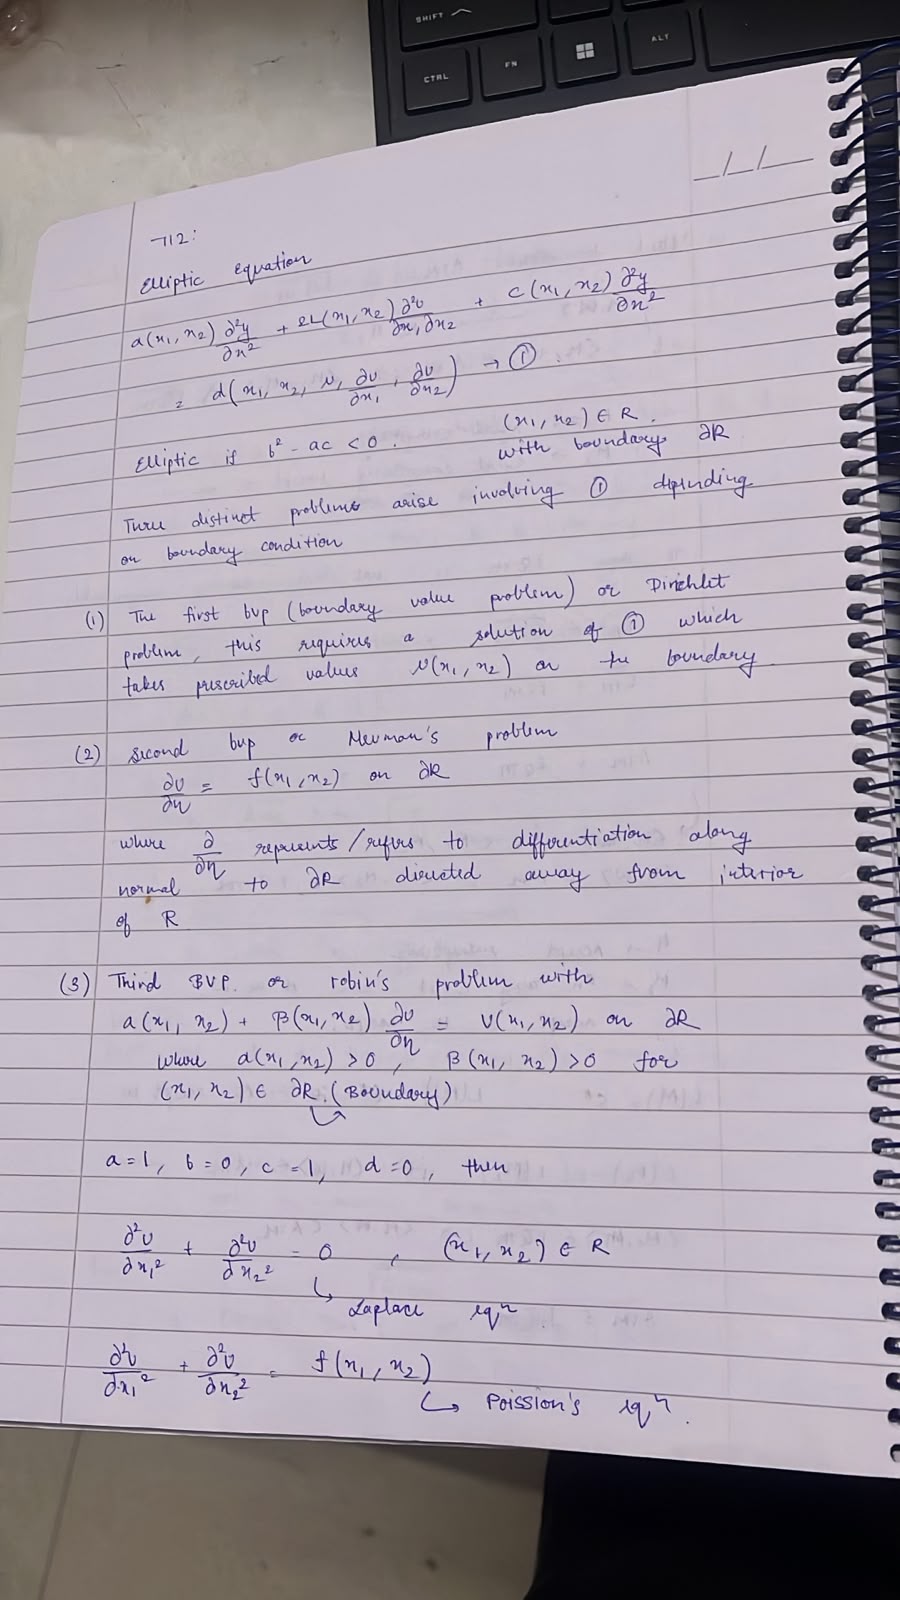 SHIFT
CTRL
FN
ALT
_/_/__
712:
Elliptic Equation
a(x₁, x₂) ∂²y/∂x² + 2b(x₁, x₂) ∂²v/∂x₁∂x₂ + c(x₁, x₂) ∂²y/∂x²
= d(x₁, x₂, v, ∂v/∂x₁, ∂v/∂x₂) → ①.
Elliptic if b² - ac < 0. (x₁, x₂) ∈ R.
with boundary ∂R
Three distinct problems arise involving ① depending
on boundary condition
(1) The first bvp (boundary value problem) or Dirichlet
problem, this requires a solution of ① which
takes prescribed values v(x₁, x₂) on the boundary
(2) second bvp or Neuman's problem
∂v/∂η = f(x₁, x₂) on ∂R
where ∂/∂η represents/refers to differentiation along
normal to ∂R directed away from interior
of R
(3) Third BVP. or robin's problem with
α(x₁, x₂) + β(x₁, x₂) ∂v/∂η = v(x₁, x₂) on ∂R
where α(x₁, x₂) > 0, β(x₁, x₂) > 0 for
(x₁, x₂) ∈ ∂R. (Boundary)
a=1, b=0, c=1, d=0, then
∂²v/∂x₁² + ∂²v/∂x₂² = 0, (x₁, x₂) ∈ R
↳ Laplace eqⁿ
∂²v/∂x₁² + ∂²v/∂x₂² = f(x₁, x₂)
↳ Poission's eqⁿ.